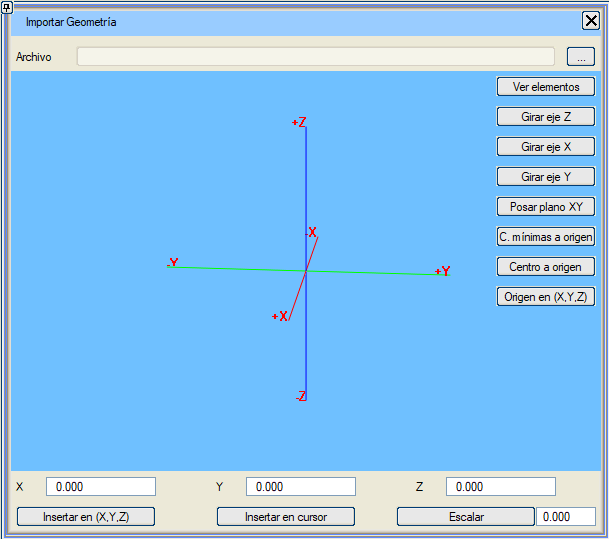 Importar Geometría
Archivo
...
Ver elementos
Girar eje Z
Girar eje X
Girar eje Y
Posar plano XY
C. mínimas a origen
Centro a origen
Origen en (X,Y,Z)
+Z
-X
-Y
+Y
+X
-Z
X 0.000 Y 0.000 Z 0.000
Insertar en (X,Y,Z) Insertar en cursor Escalar 0.000